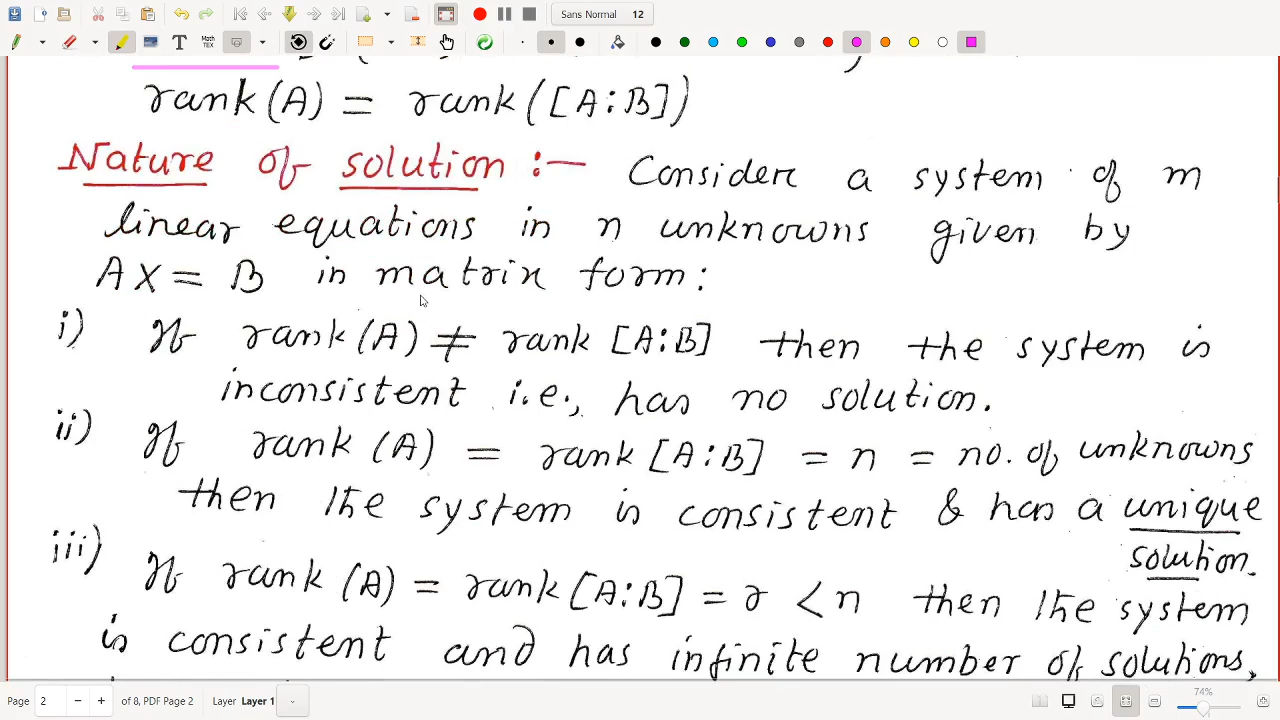 Sans Normal 12
Math
TEX
rank(A) = rank([A:B])
Nature of solution :— Consider a system of m
linear equations in n unknowns given by
AX = B in matrix form:
i) If rank(A) ≠ rank [A:B] then the system is
inconsistent i.e., has no solution.
ii) If rank (A) = rank [A:B] = n = no. of unknowns
then the system is consistent & has a unique
solution.
iii) If rank (A) = rank [A:B] = r < n then the system
is consistent and has infinite number of solutions.
Page 2 of 8, PDF Page 2 Layer Layer 1 74%